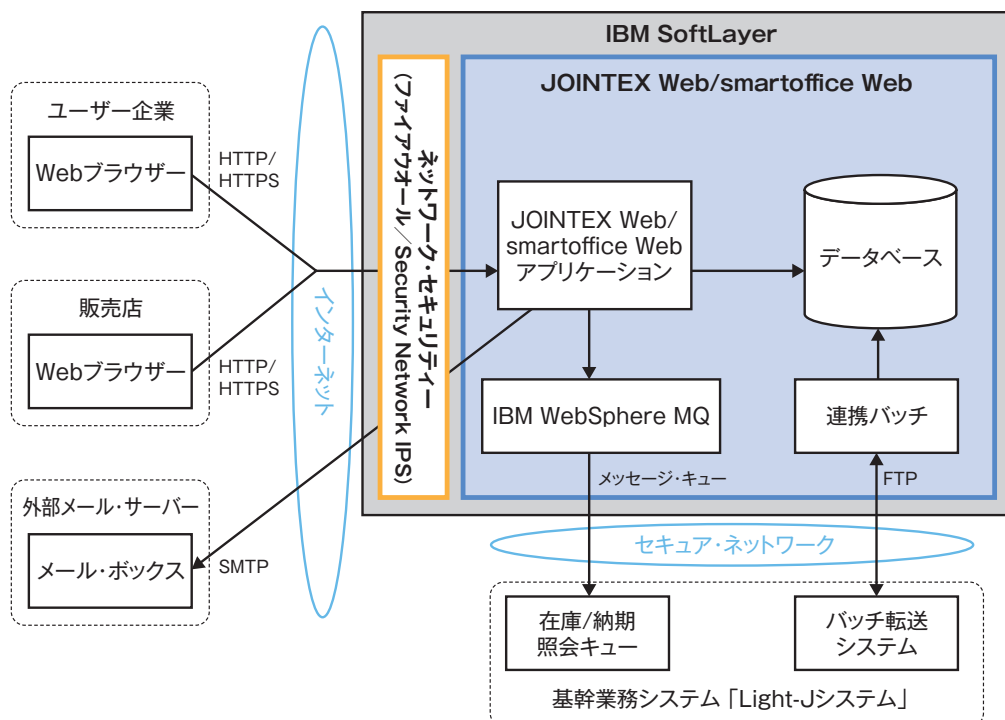 IBM SoftLayer
JOINTEX Web/smartoffice Web
ネットワーク・セキュリティー
(ファイアウオール／Security Network IPS)
ユーザー企業
Webブラウザー
HTTP/
HTTPS
販売店
Webブラウザー
HTTP/
HTTPS
外部メール・サーバー
メール・ボックス
SMTP
インターネット
JOINTEX Web/
smartoffice Web
アプリケーション
データベース
IBM WebSphere MQ
連携バッチ
メッセージ・キュー
FTP
セキュア・ネットワーク
在庫/納期
照会キュー
バッチ転送
システム
基幹業務システム「Light-Jシステム」